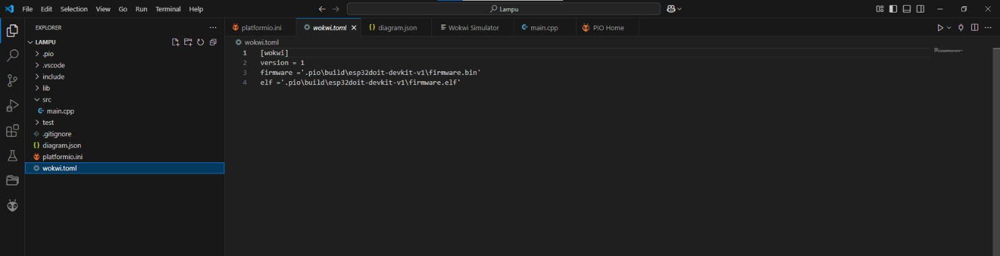 File Edit Selection View Go Run Terminal Help
Lampu
EXPLORER
LAMPU
.pio
.vscode
include
lib
src
main.cpp
test
.gitignore
diagram.json
platformio.ini
wokwi.toml
platformio.ini wokwi.toml diagram.json Wokwi Simulator main.cpp PIO Home
wokwi.toml
1 [wokwi]
2 version = 1
3 firmware ='.pio\build\esp32doit-devkit-v1\firmware.bin'
4 elf ='.pio\build\esp32doit-devkit-v1\firmware.elf'